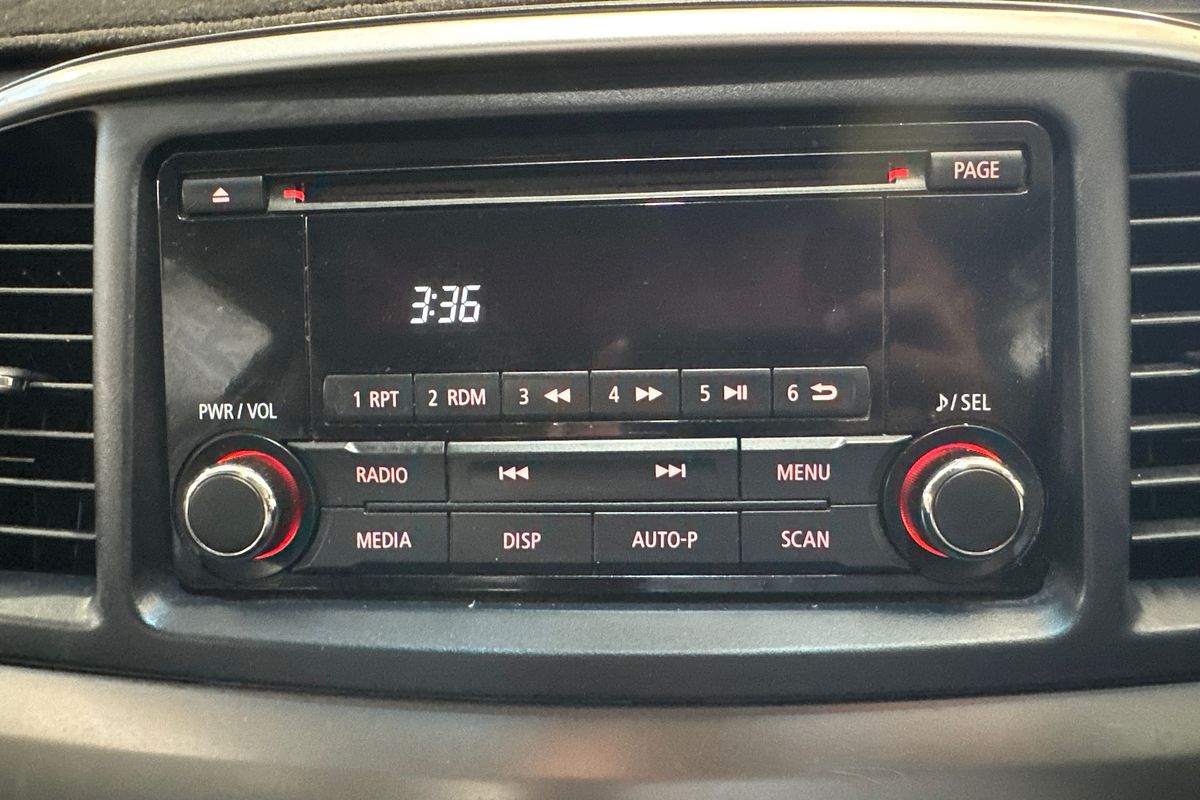 ⏏ PAGE
3:36
1 RPT 2 RDM 3 ◀◀ 4 ▶▶ 5 ▶II 6 ⮌
PWR / VOL ♪/ SEL
RADIO I◀◀ ▶▶I MENU
MEDIA DISP AUTO-P SCAN